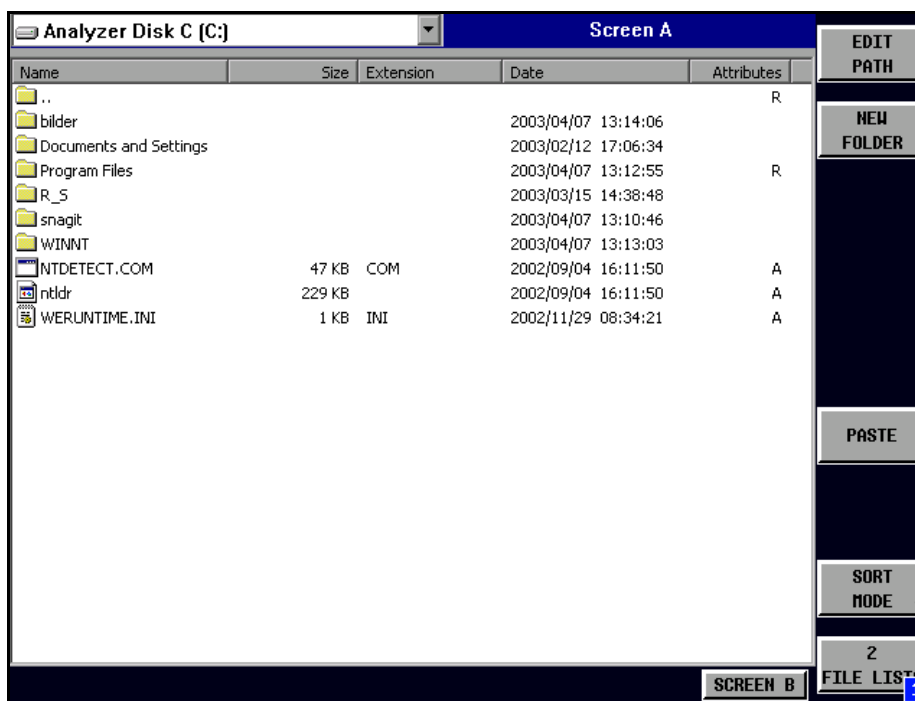 Analyzer Disk C (C:)
Screen A
Name Size Extension Date Attributes
.. R
bilder 2003/04/07 13:14:06
Documents and Settings 2003/02/12 17:06:34
Program Files 2003/04/07 13:12:55 R
R_S 2003/03/15 14:38:48
snagit 2003/04/07 13:10:46
WINNT 2003/04/07 13:13:03
NTDETECT.COM 47 KB COM 2002/09/04 16:11:50 A
ntldr 229 KB 2002/09/04 16:11:50 A
WERUNTIME.INI 1 KB INI 2002/11/29 08:34:21 A
SCREEN B
EDIT
PATH
NEW
FOLDER
PASTE
SORT
MODE
2
FILE LIST